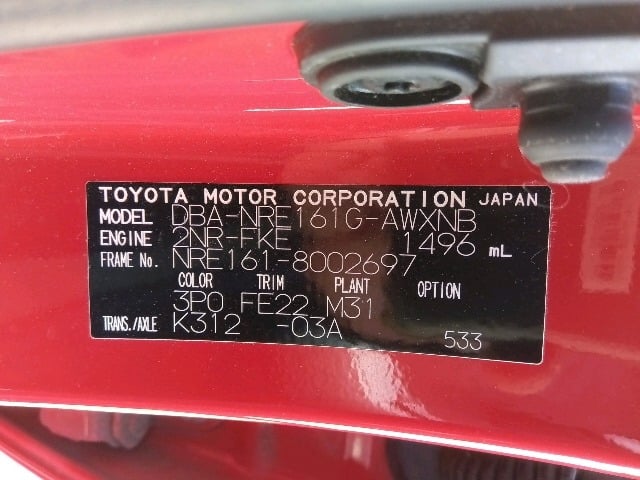 TOYOTA MOTOR CORPORATION JAPAN
MODEL DBA-NRE161G-AWXNB
ENGINE 2NR-FKE 1496 mL
FRAME No. NRE161-8002697
COLOR TRIM PLANT OPTION
3P0 FE22 M31
TRANS./AXLE K312 -03A
533